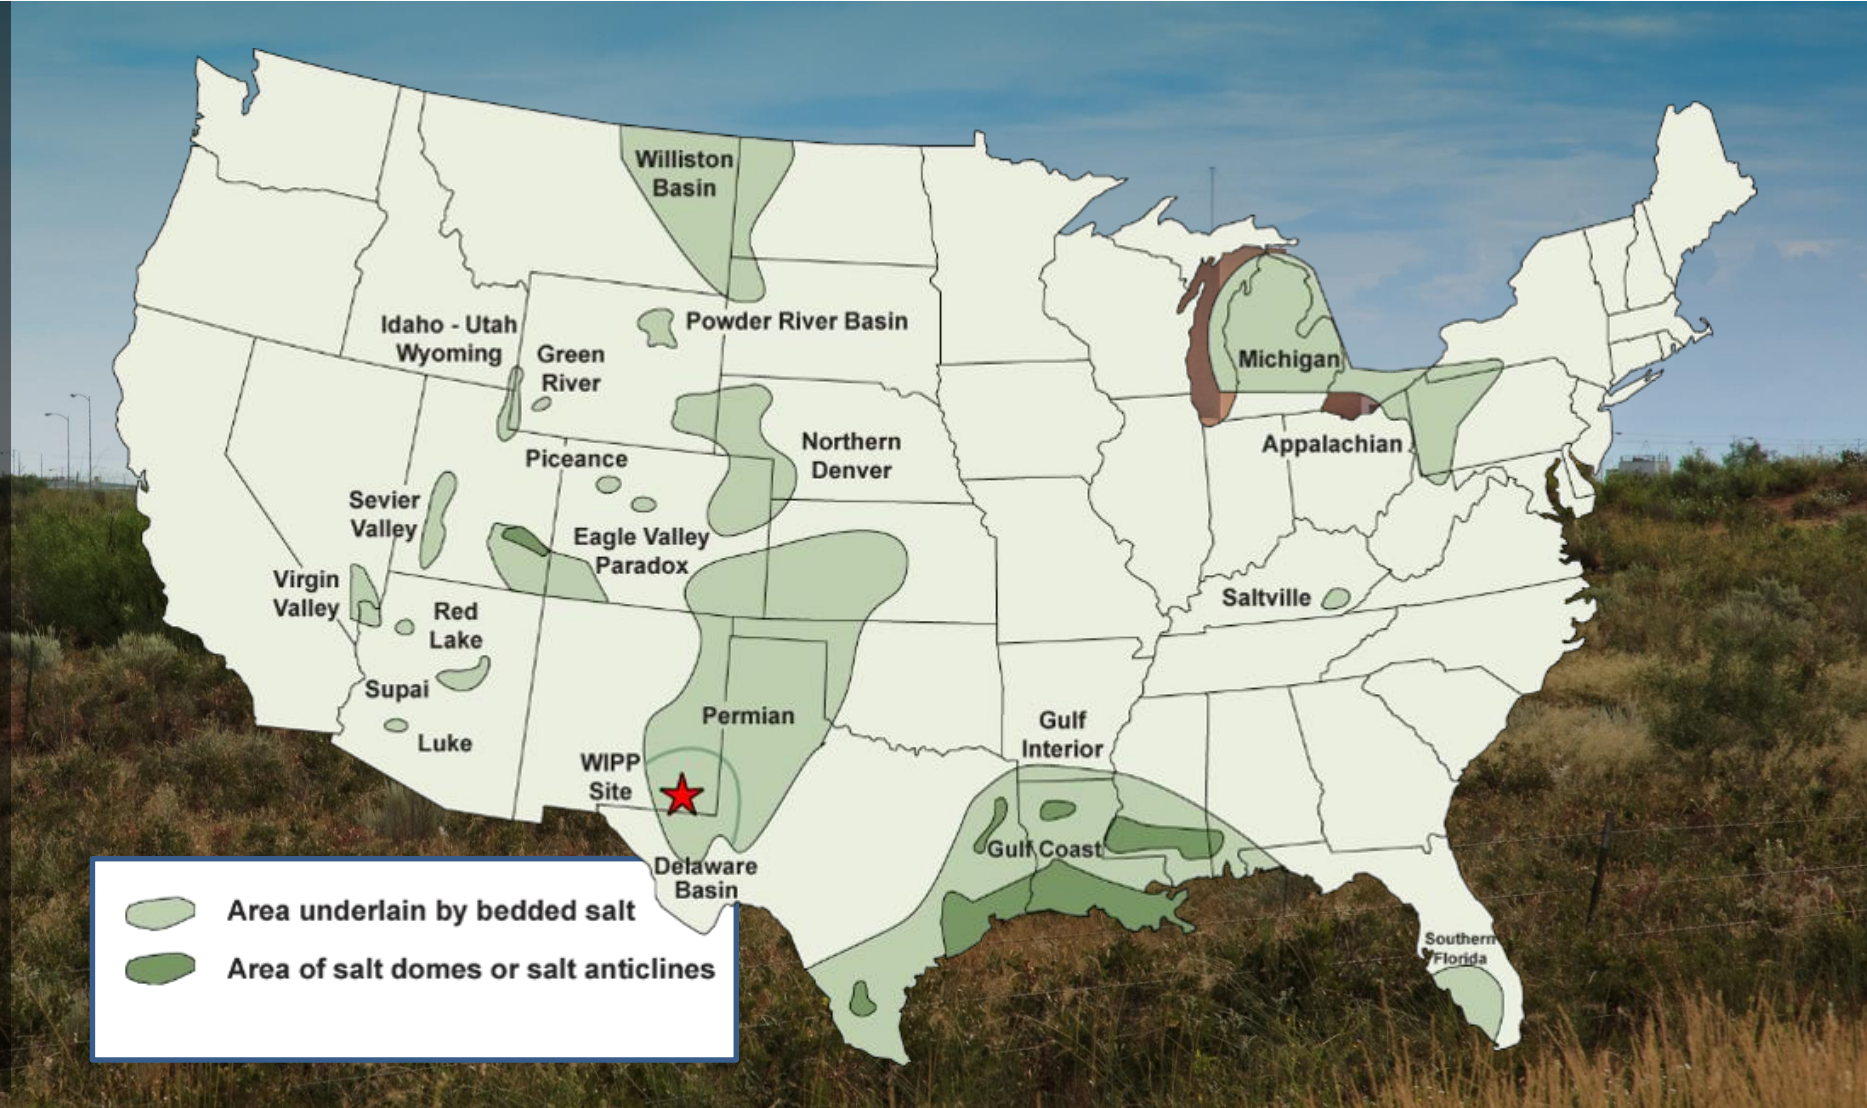 Williston
Basin
Idaho - Utah
Wyoming
Powder River Basin
Green
River
Michigan
Northern
Denver
Appalachian
Piceance
Sevier
Valley
Eagle Valley
Paradox
Virgin
Valley
Red
Lake
Saltville
Supai
Permian
Luke
Gulf
Interior
WIPP
Site
Gulf Coast
Delaware
Basin
Southern
Florida
Area underlain by bedded salt
Area of salt domes or salt anticlines